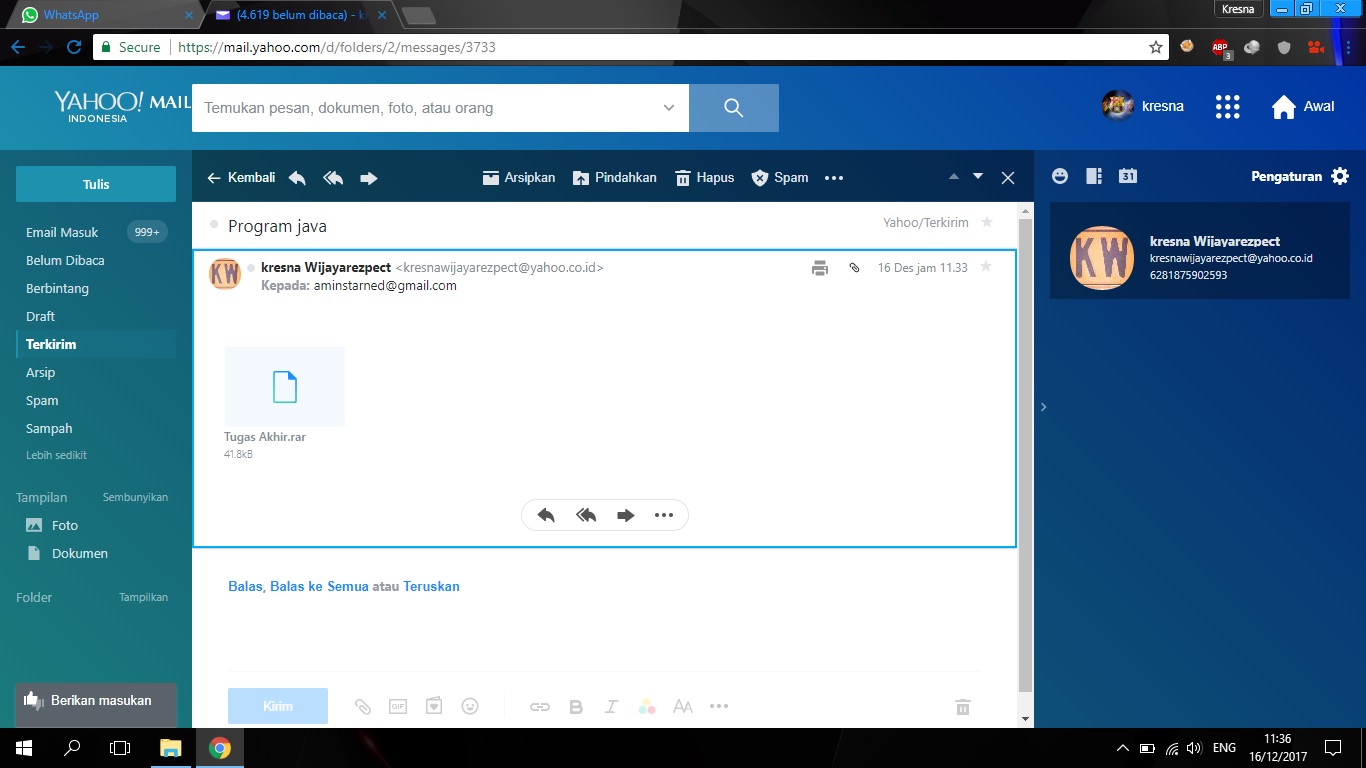 WhatsApp
(4.619 belum dibaca) - k
Kresna
Secure
https://mail.yahoo.com/d/folders/2/messages/3733
ABP
3
YAHOO! MAIL
INDONESIA
Temukan pesan, dokumen, foto, atau orang
kresna
Awal
Tulis
Email Masuk
999+
Belum Dibaca
Berbintang
Draft
Terkirim
Arsip
Spam
Sampah
Lebih sedikit
Tampilan
Sembunyikan
Foto
Dokumen
Folder
Tampilkan
Berikan masukan
Kembali
Arsipkan
Pindahkan
Hapus
Spam
Program java
Yahoo/Terkirim
KW
kresna Wijayarezpect <kresnawijayarezpect@yahoo.co.id>
16 Des jam 11.33
Kepada: aminstarned@gmail.com
Tugas Akhir.rar
41.8kB
Balas, Balas ke Semua atau Teruskan
Kirim
GIF
B
I
AA
31
Pengaturan
KW
kresna Wijayarezpect
kresnawijayarezpect@yahoo.co.id
6281875902593
ENG
11:36
16/12/2017